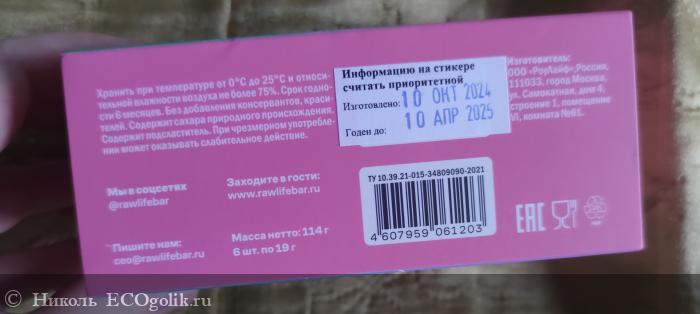 Хранить при температуре от 0°С до 25°С и относи-
тельной влажности воздуха не более 75%. Срок годно-
сти 6 месяцев. Без добавления консервантов, краси-
телей. Содержит сахара природного происхождения.
Содержит подсластитель. При чрезмерном употребле-
нии может оказывать слабительное действие.
Информацию на стикере
считать приоритетной
Изготовлено: 10 ОКТ 2024
Годен до: 10 АПР 2025
Изготовитель:
ООО «РоуЛайф», Россия,
111033, город Москва,
ул. Самокатная, дом 4,
строение 1, помещение
VI, комната №61.
Мы в соцсетях
@rawlifebar
Заходите в гости:
www.rawlifebar.ru
Пишите нам:
ceo@rawlifebar.ru
Масса нетто: 114 г
6 шт. по 19 г
ТУ 10.39.21-015-34809090-2021
4 607959 061203
EAC
© Николь ECOgolik.ru